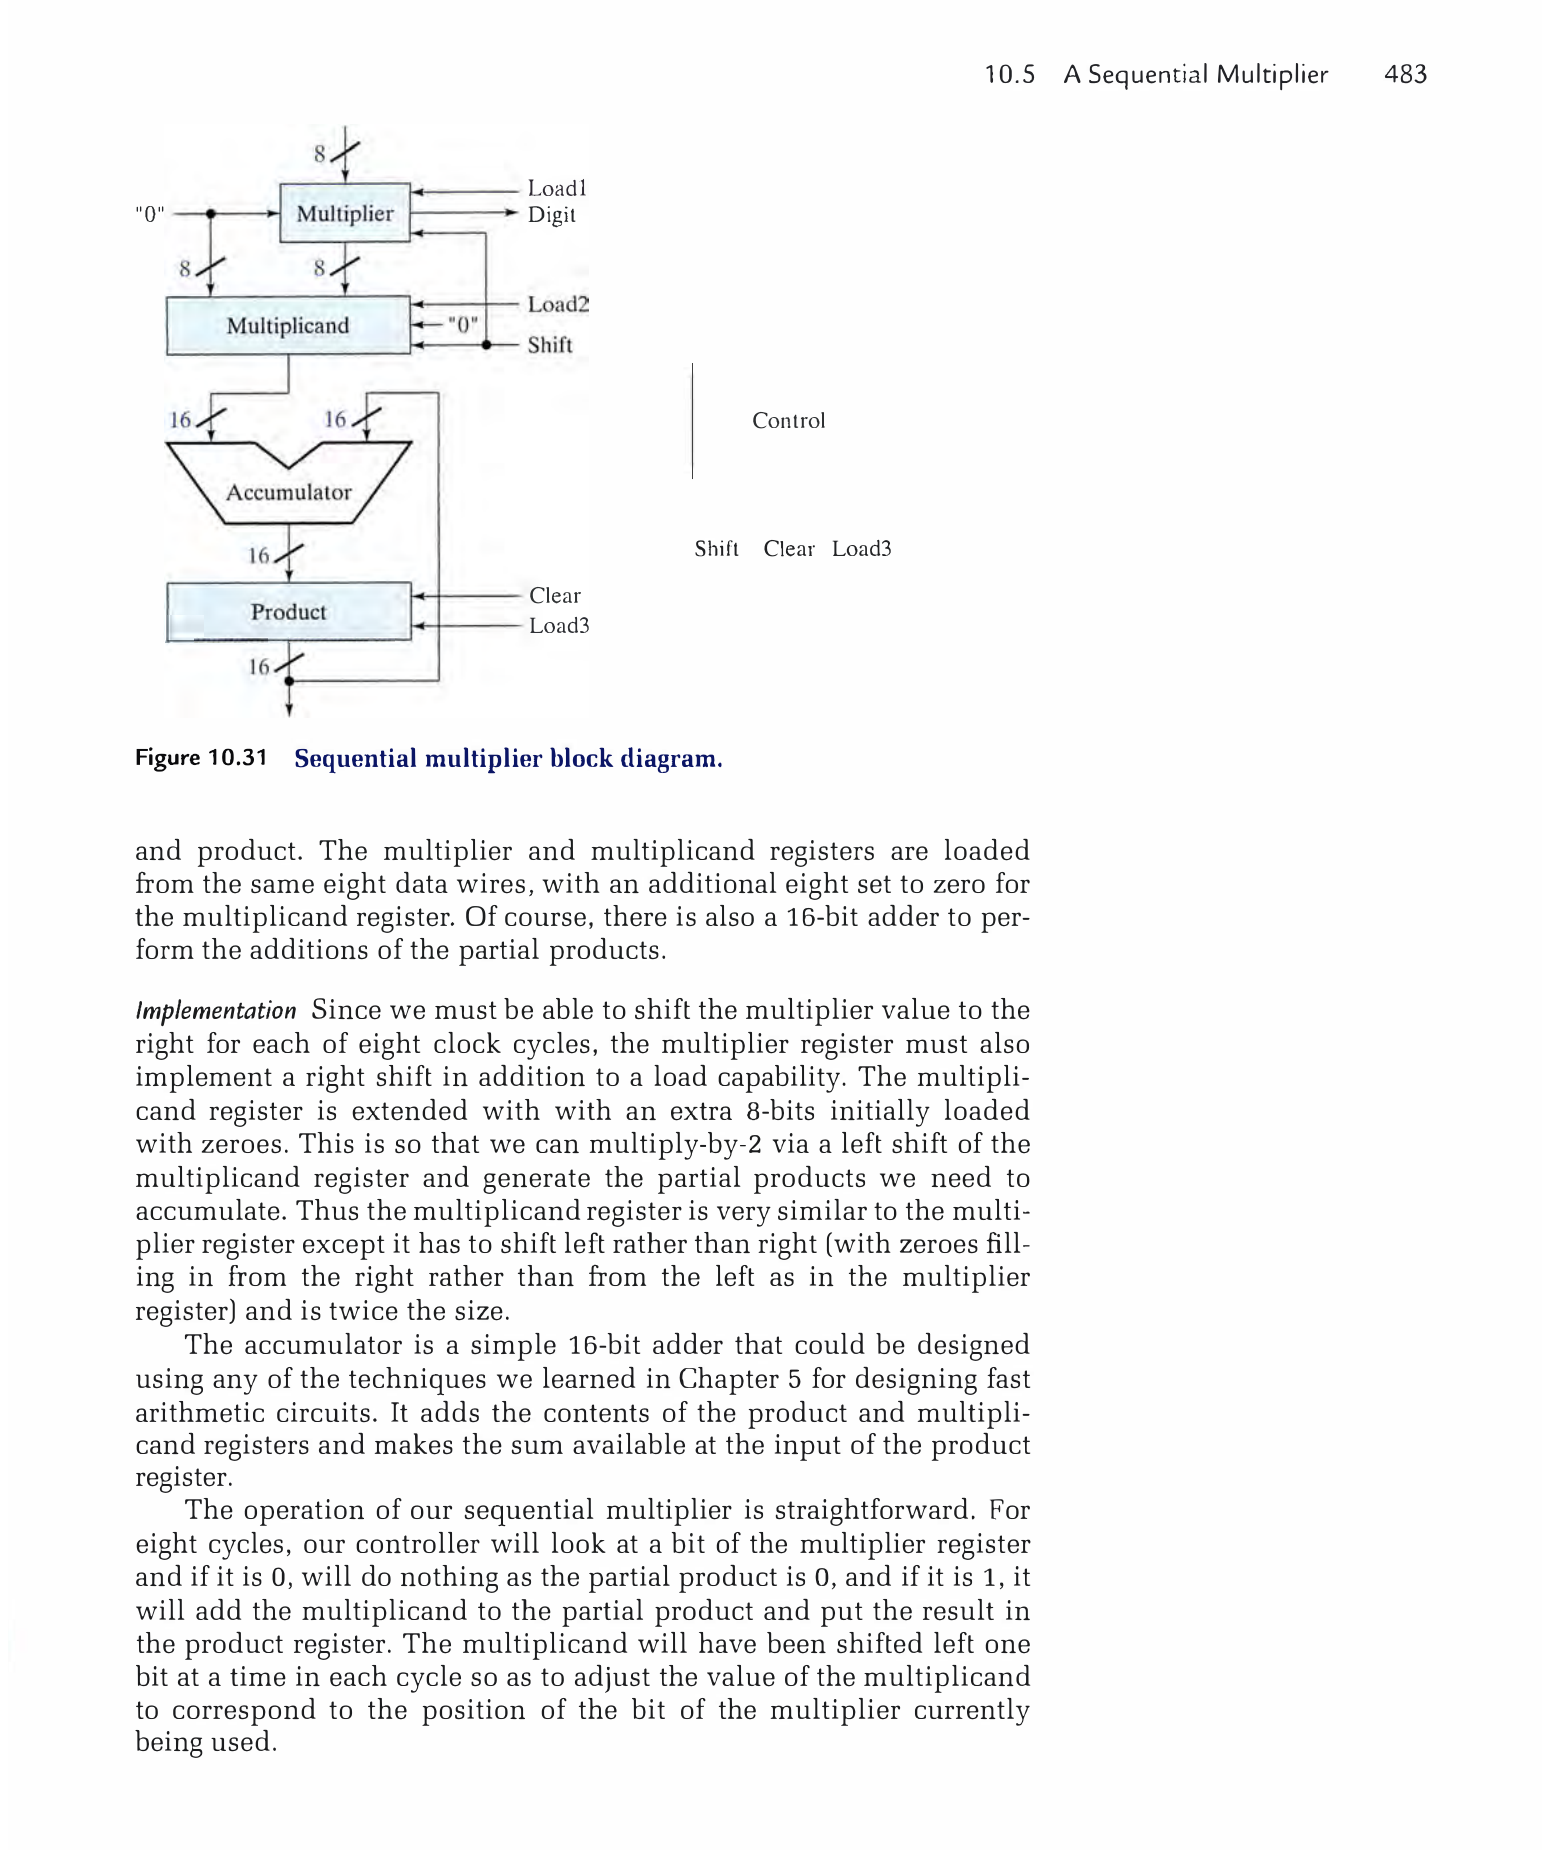 10.5 A Sequential Multiplier 483
8
Load1
"0" Multiplier Digit
8 8
Load2
Multiplicand "0"
Shift
16 16 Control
Accumulator
16 Shift Clear Load3
Clear
Product
Load3
16
Figure 10.31 Sequential multiplier block diagram.
and product. The multiplier and multiplicand registers are loaded
from the same eight data wires, with an additional eight set to zero for
the multiplicand register. Of course, there is also a 16-bit adder to per-
form the additions of the partial products.
Implementation Since we must be able to shift the multiplier value to the
right for each of eight clock cycles, the multiplier register must also
implement a right shift in addition to a load capability. The multipli-
cand register is extended with with an extra 8-bits initially loaded
with zeroes. This is so that we can multiply-by-2 via a left shift of the
multiplicand register and generate the partial products we need to
accumulate. Thus the multiplicand register is very similar to the multi-
plier register except it has to shift left rather than right (with zeroes fill-
ing in from the right rather than from the left as in the multiplier
register) and is twice the size.
The accumulator is a simple 16-bit adder that could be designed
using any of the techniques we learned in Chapter 5 for designing fast
arithmetic circuits. It adds the contents of the product and multipli-
cand registers and makes the sum available at the input of the product
register.
The operation of our sequential multiplier is straightforward. For
eight cycles, our controller will look at a bit of the multiplier register
and if it is 0, will do nothing as the partial product is 0, and if it is 1, it
will add the multiplicand to the partial product and put the result in
the product register. The multiplicand will have been shifted left one
bit at a time in each cycle so as to adjust the value of the multiplicand
to correspond to the position of the bit of the multiplier currently
being used.